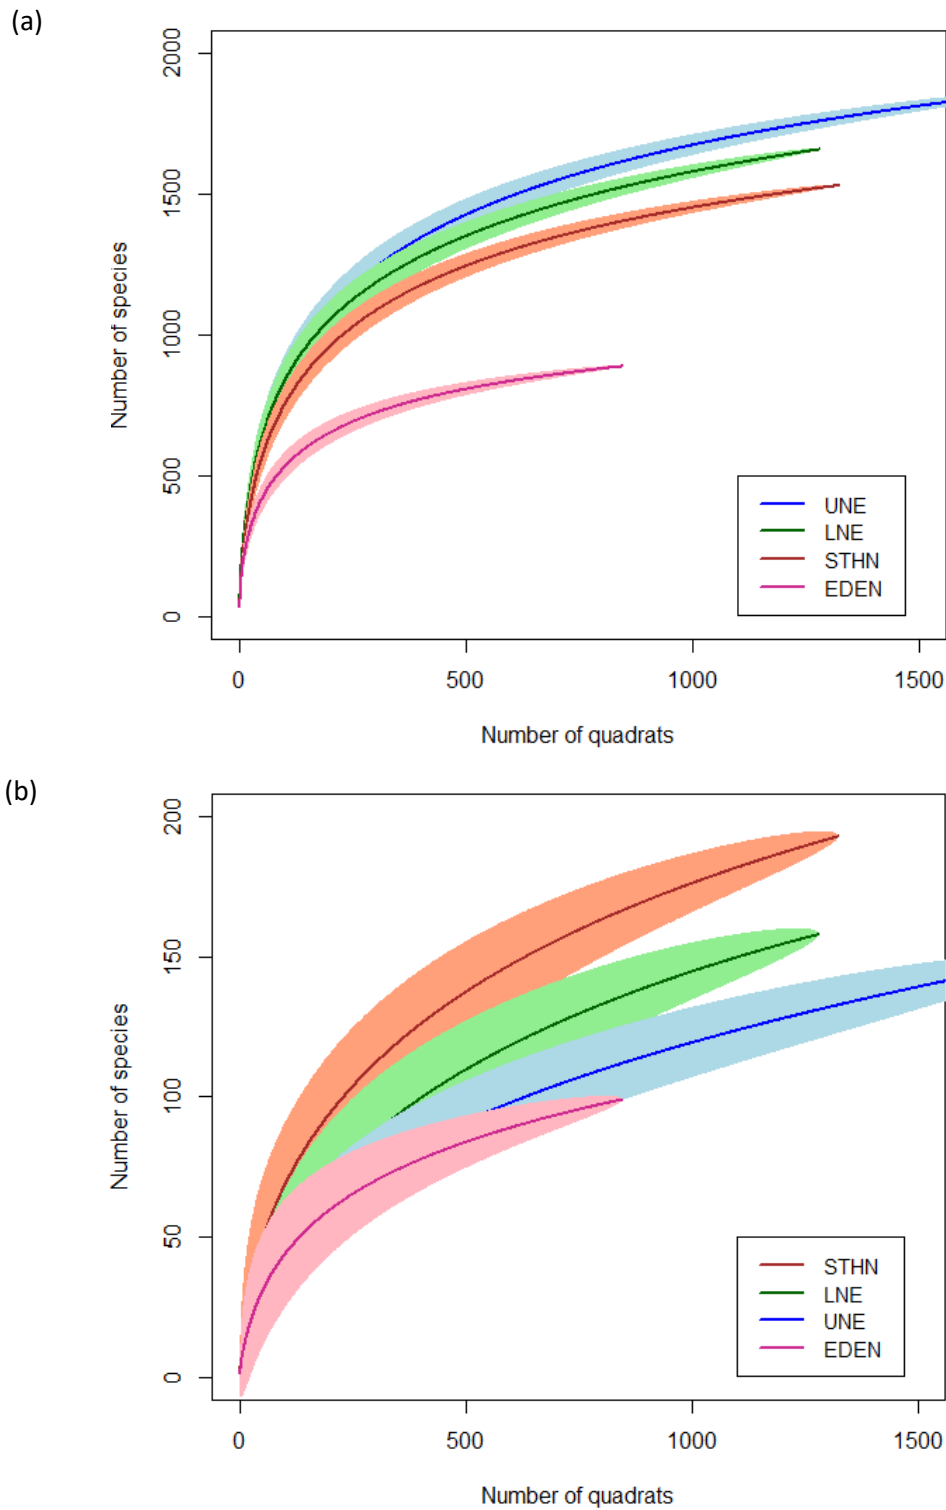 (a)
Number of species
0
500
1000
1500
2000
UNE
LNE
STHN
EDEN
0 500 1000 1500
Number of quadrats
(b)
Number of species
0
50
100
150
200
STHN
LNE
UNE
EDEN
0 500 1000 1500
Number of quadrats